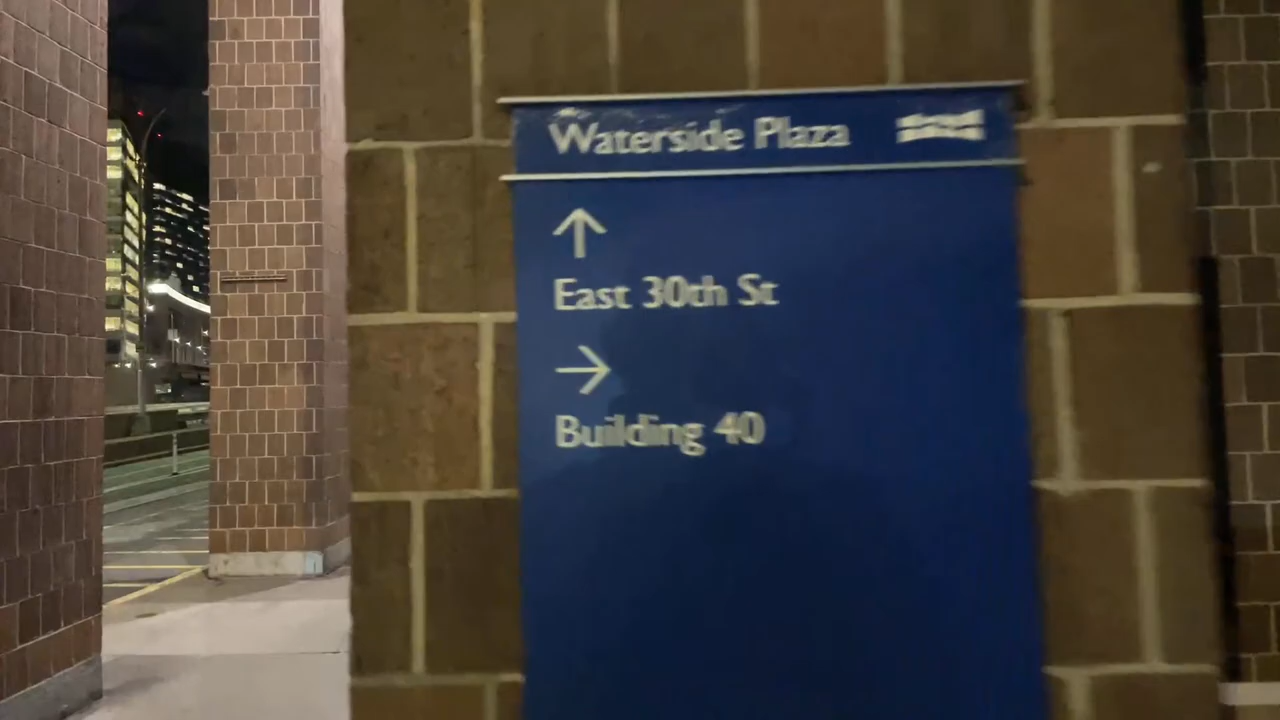 Waterside Plaza
↑
East 30th St
→
Building 40